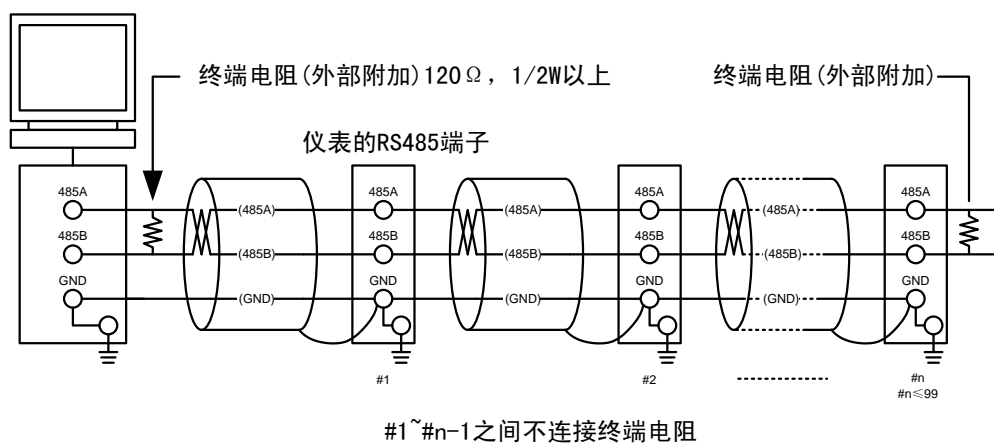 终端电阻(外部附加)120Ω，1/2W以上
终端电阻(外部附加)
仪表的RS485端子
485A
485B
GND
(485A)
(485B)
(GND)
485A
485B
GND
#1
(485A)
(485B)
(GND)
485A
485B
GND
#2
(485A)
(485B)
(GND)
485A
485B
GND
#n
#n≤99
#1~#n-1之间不连接终端电阻